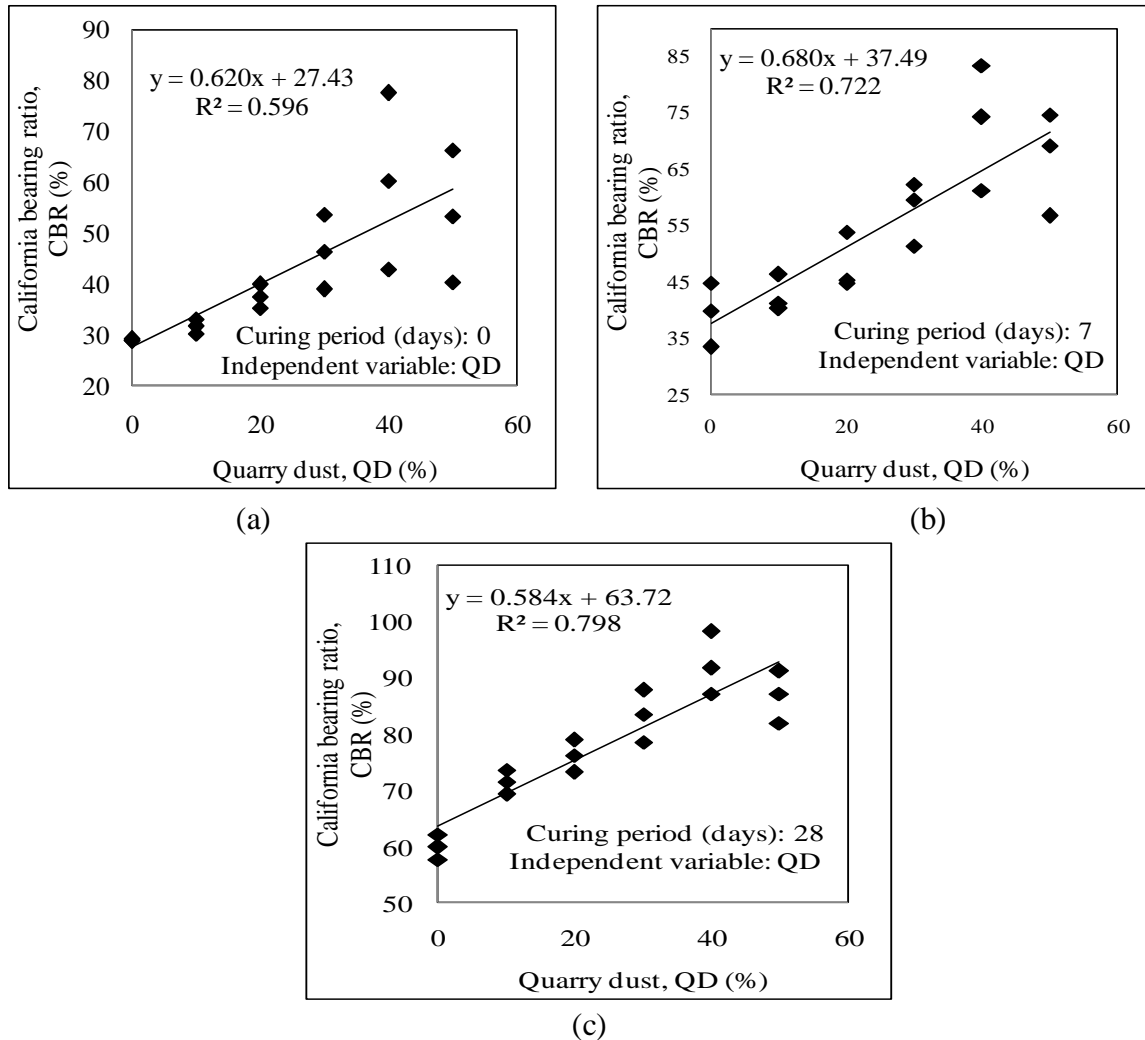 90
80
70
60
50
40
30
20
y = 0.620x + 27.43
R² = 0.596
Curing period (days): 0
Independent variable: QD
0 20 40 60
Quarry dust, QD (%)
California bearing ratio,
CBR (%)
(a)
85
75
65
55
45
35
25
y = 0.680x + 37.49
R² = 0.722
Curing period (days): 7
Independent variable: QD
0 20 40 60
Quarry dust, QD (%)
California bearing ratio,
CBR (%)
(b)
110
100
90
80
70
60
50
y = 0.584x + 63.72
R² = 0.798
Curing period (days): 28
Independent variable: QD
0 20 40 60
Quarry dust, QD (%)
California bearing ratio,
CBR (%)
(c)